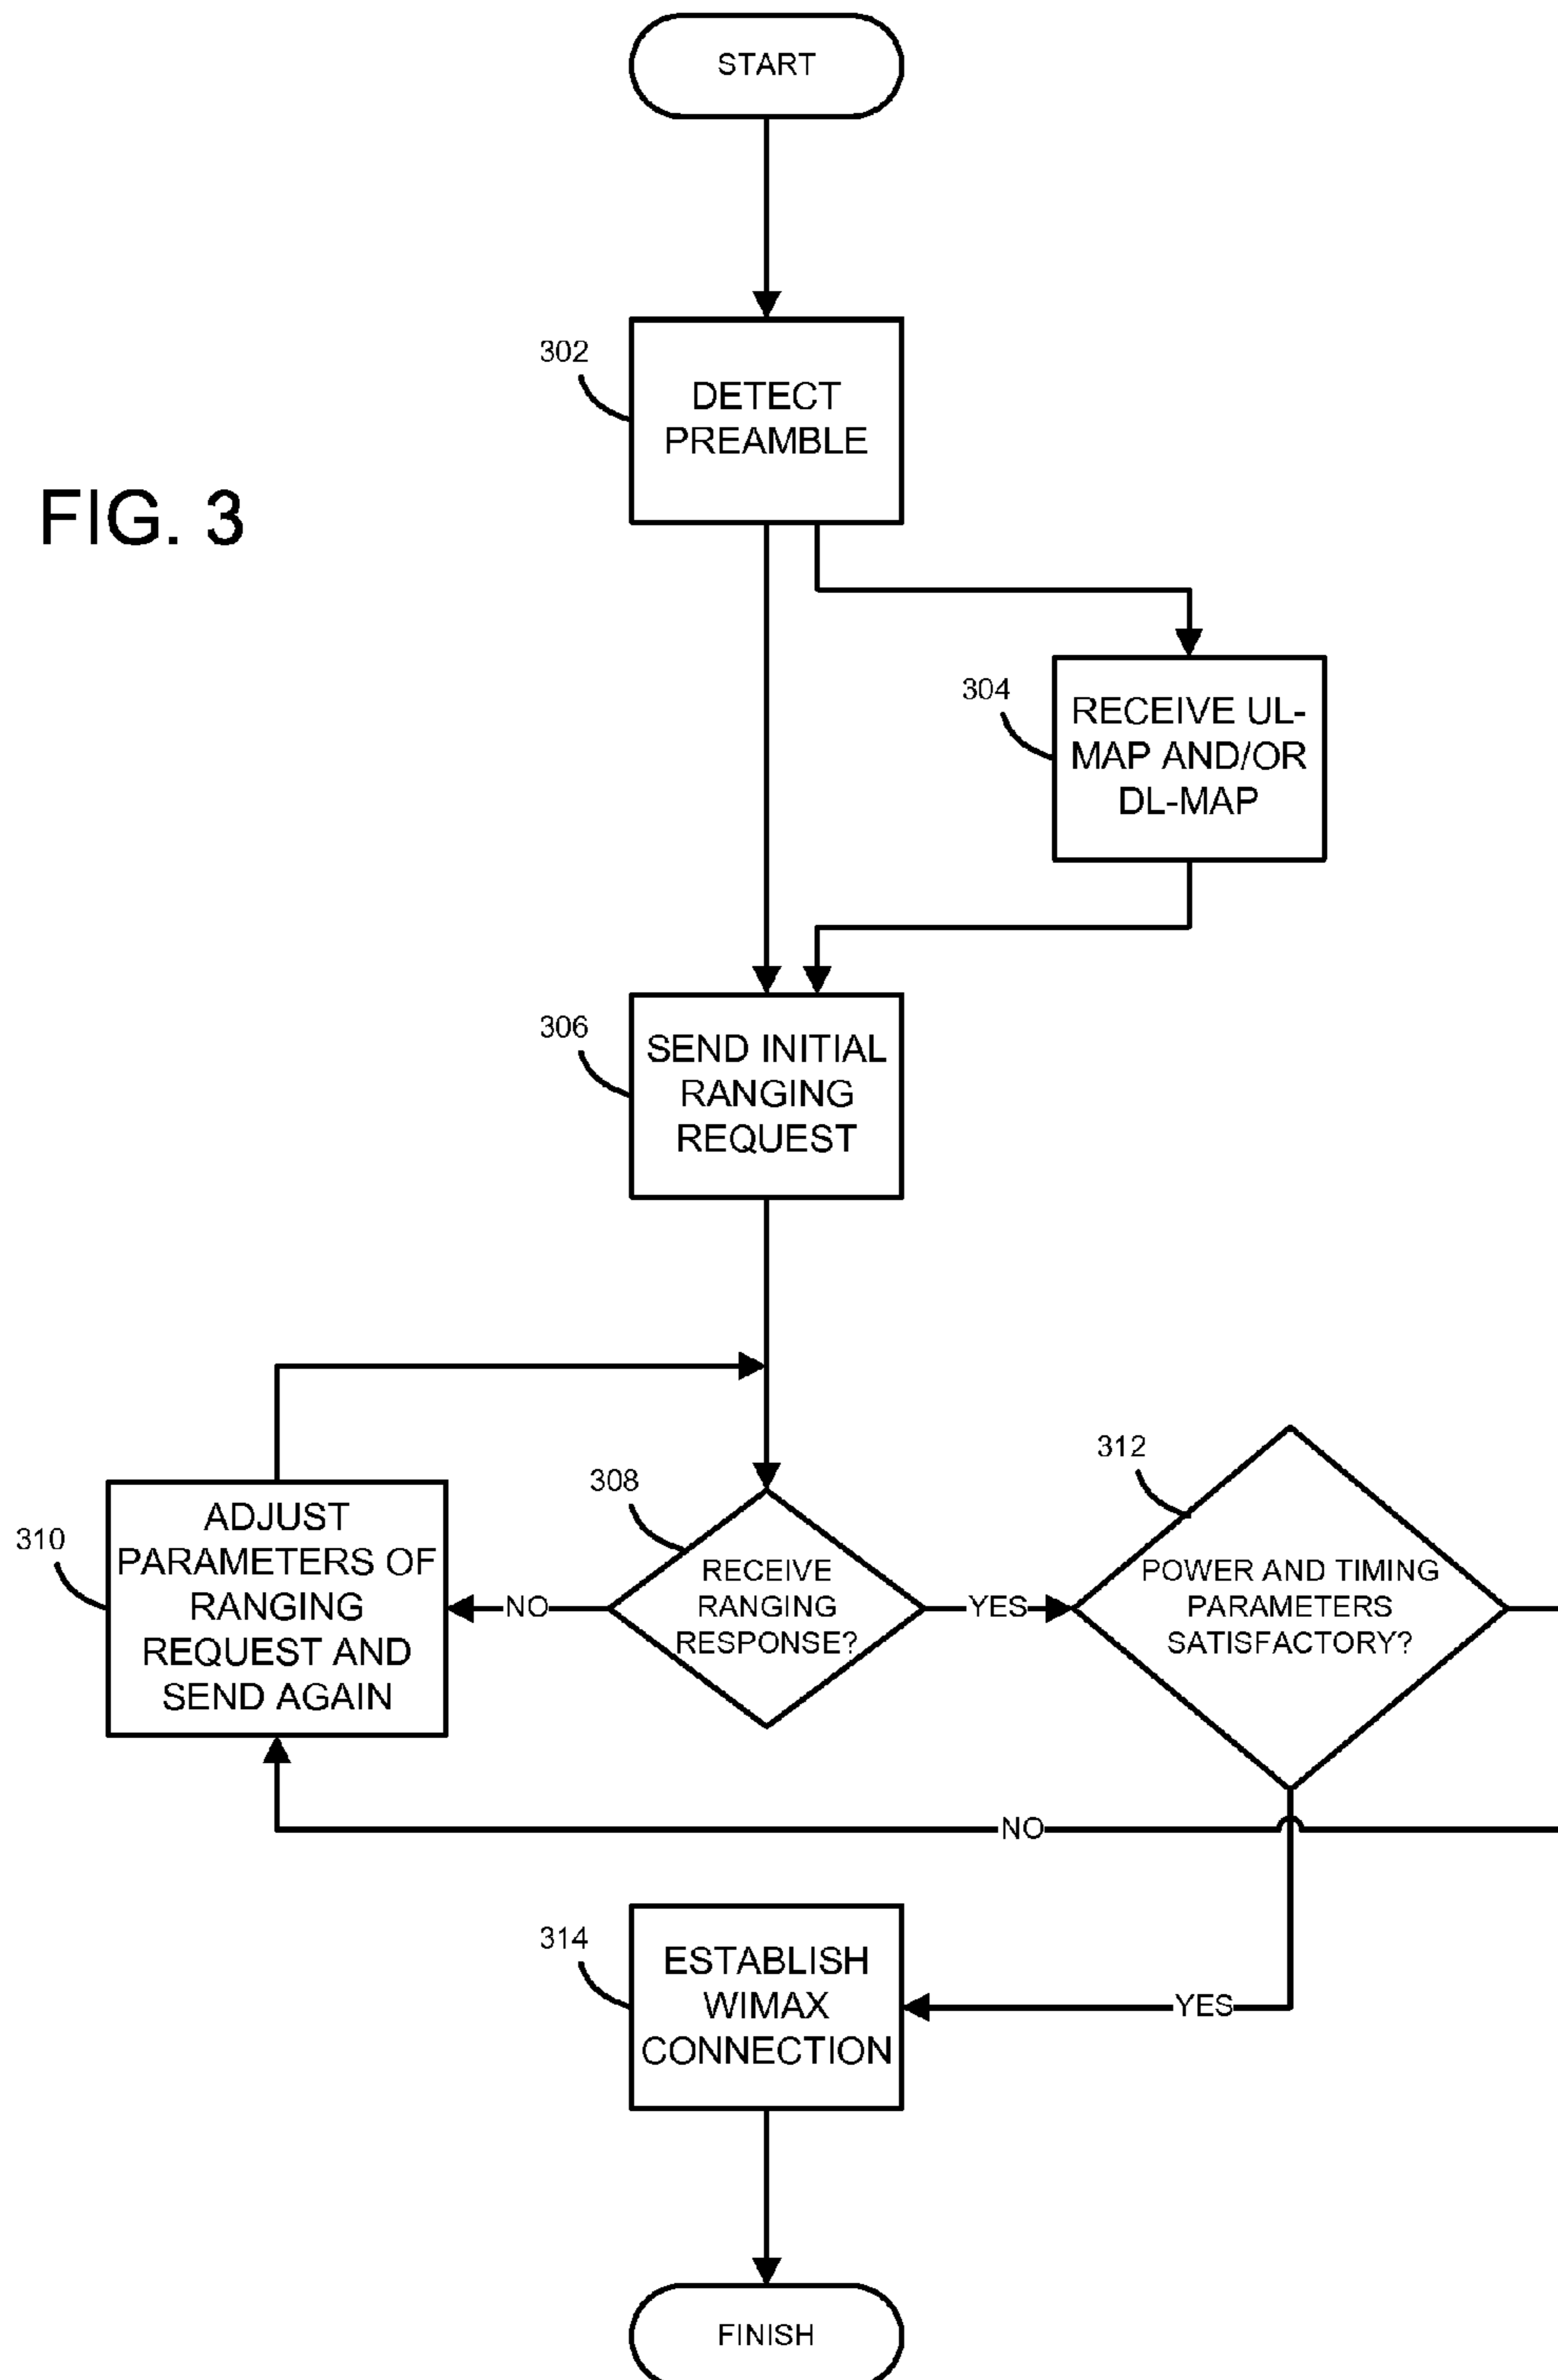 START
302
DETECT
PREAMBLE
FIG. 3
304
RECEIVE UL-
MAP AND/OR
DL-MAP
306
SEND INITIAL
RANGING
REQUEST
310
ADJUST
PARAMETERS OF
RANGING
REQUEST AND
SEND AGAIN
NO
308
RECEIVE
RANGING
RESPONSE?
YES
312
POWER AND TIMING
PARAMETERS
SATISFACTORY?
NO
314
ESTABLISH
WIMAX
CONNECTION
YES
FINISH